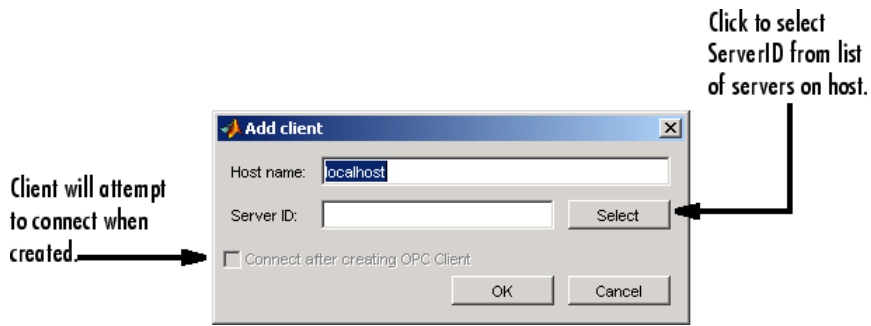 Click to select
ServerID from list
of servers on host.
Add client
Host name: localhost
Client will attempt
to connect when
created.
Server ID:
Select
Connect after creating OPC Client
OK
Cancel